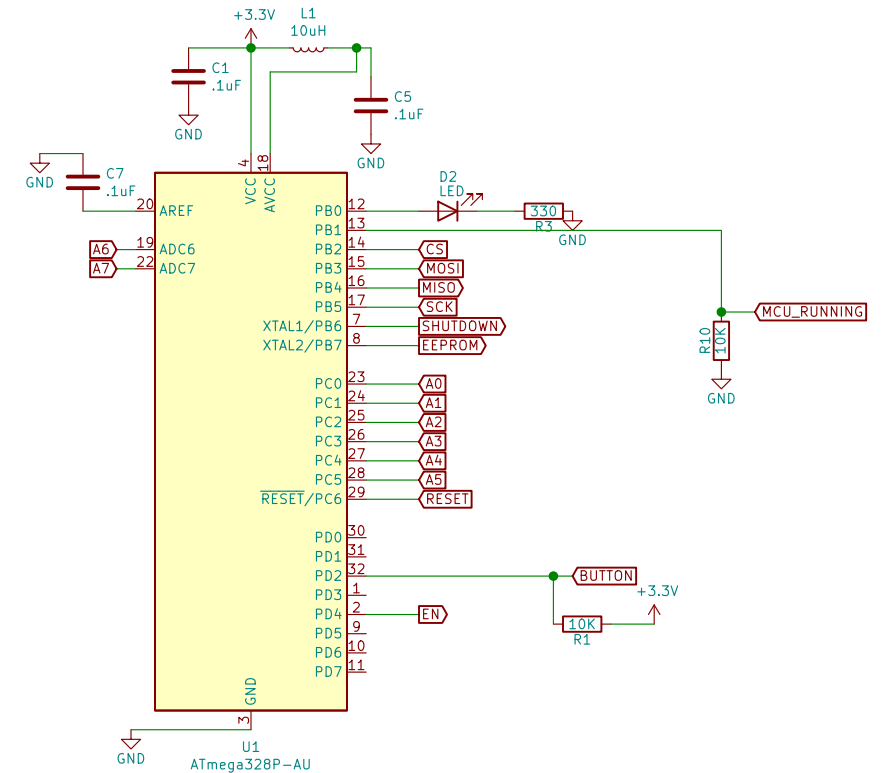 +3.3V
L1
10uH
C1
.1uF
GND
C5
.1uF
GND
GND
C7
.1uF
4
VCC
18
AVCC
20 AREF
A6 19 ADC6
A7 22 ADC7
D2
LED
330
R3
GND
PB0 12
PB1 13
PB2 14 CS
PB3 15 MOSI
PB4 16 MISO
PB5 17 SCK
XTAL1/PB6 7 SHUTDOWN
XTAL2/PB7 8 EEPROM
MCU_RUNNING
R10
10K
GND
PC0 23 A0
PC1 24 A1
PC2 25 A2
PC3 26 A3
PC4 27 A4
PC5 28 A5
RESET/PC6 29 RESET
PD0 30
PD1 31
PD2 32 BUTTON
PD3 1
PD4 2 EN
PD5 9
PD6 10
PD7 11
+3.3V
10K
R1
GND
3
GND
U1
ATmega328P-AU